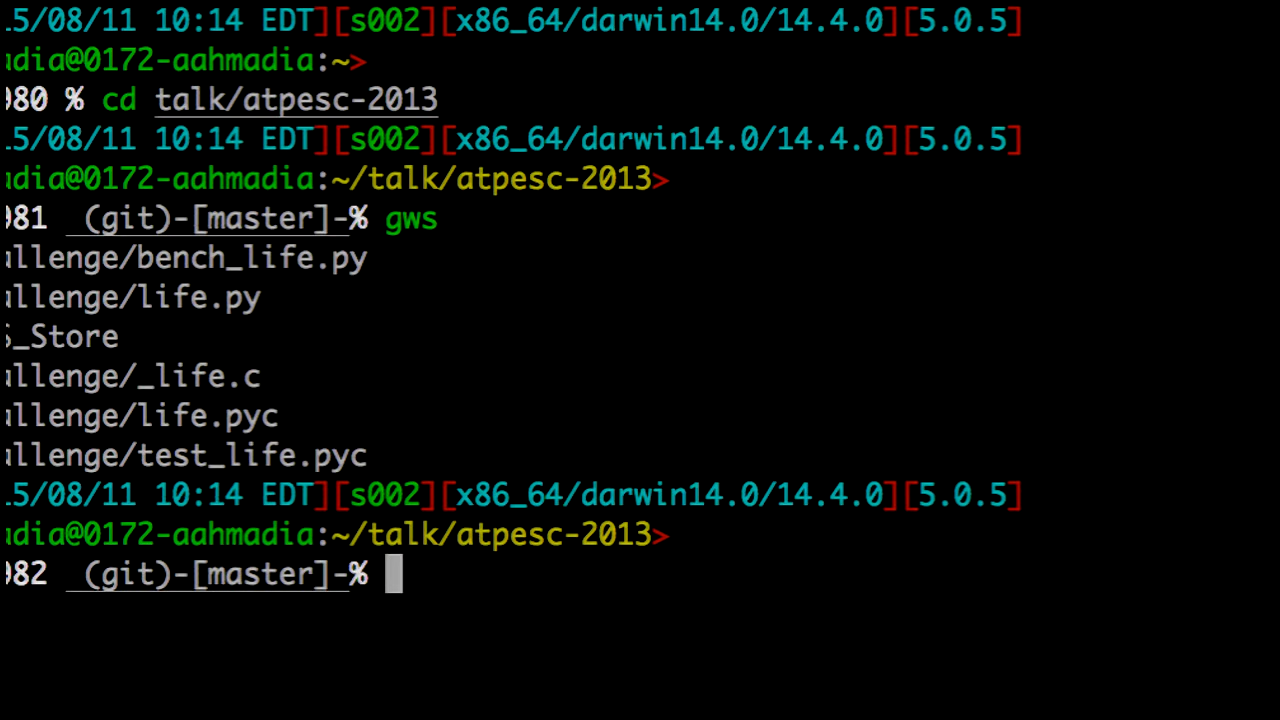 15/08/11 10:14 EDT][s002][x86_64/darwin14.0/14.4.0][5.0.5]
adia@0172-aahmadia:~>
980 % cd talk/atpesc-2013
15/08/11 10:14 EDT][s002][x86_64/darwin14.0/14.4.0][5.0.5]
adia@0172-aahmadia:~/talk/atpesc-2013>
981 (git)-[master]-% gws
allenge/bench_life.py
allenge/life.py
S_Store
allenge/_life.c
allenge/life.pyc
allenge/test_life.pyc
15/08/11 10:14 EDT][s002][x86_64/darwin14.0/14.4.0][5.0.5]
adia@0172-aahmadia:~/talk/atpesc-2013>
982 (git)-[master]-%